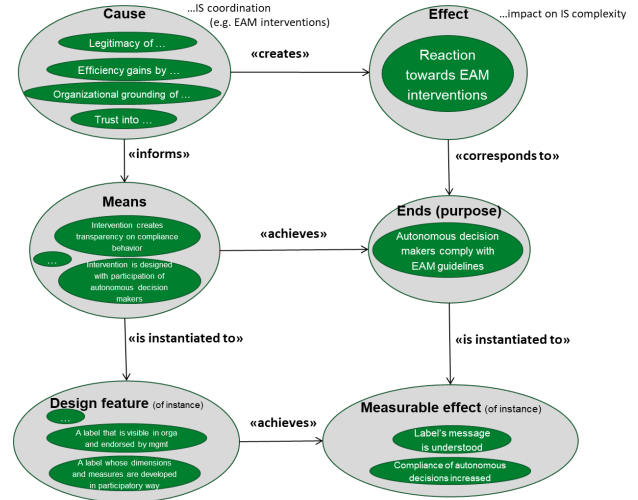 Cause
...IS coordination
(e.g. EAM interventions)
Legitimacy of ...
Efficiency gains by ...
Organizational grounding of ...
Trust into ...
«creates»
Effect
...impact on IS complexity
Reaction
towards EAM
interventions
«informs»
«corresponds to»
Means
Intervention creates
transparency on compliance
behavior
...
Intervention is designed
with participation of
autonomous decision
makers
«achieves»
Ends (purpose)
Autonomous decision
makers comply with
EAM guidelines
«is instantiated to»
«is instantiated to»
Design feature (of instance)
...
A label that is visible in orga
and endorsed by mgmt
A label whose dimensions
and measures are developed
in participatory way
«achieves»
Measurable effect (of instance)
Label's message
is understood
Compliance of autonomous
decisions increased